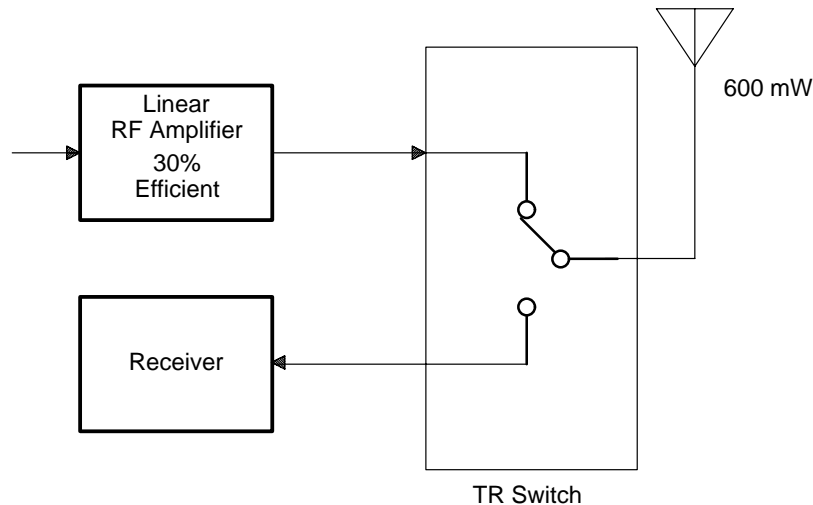 Linear
RF Amplifier
30%
Efficient
600 mW
Receiver
TR Switch